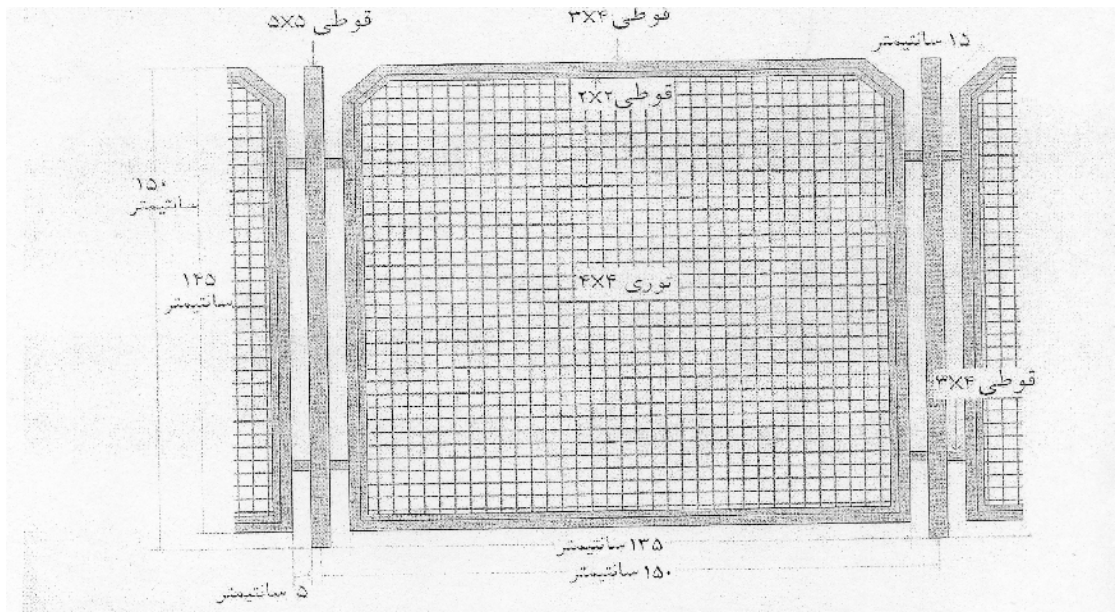 قوطی ۵X۵
قوطی ۳X۴
۱۵ سانتیمتر
قوطی ۲X۲
۱۵۰
سانتیمتر
۱۴۵
سانتیمتر
توری ۴X۴
قوطی ۳X۴
۱۳۵ سانتیمتر
۱۵۰ سانتیمتر
۵ سانتیمتر